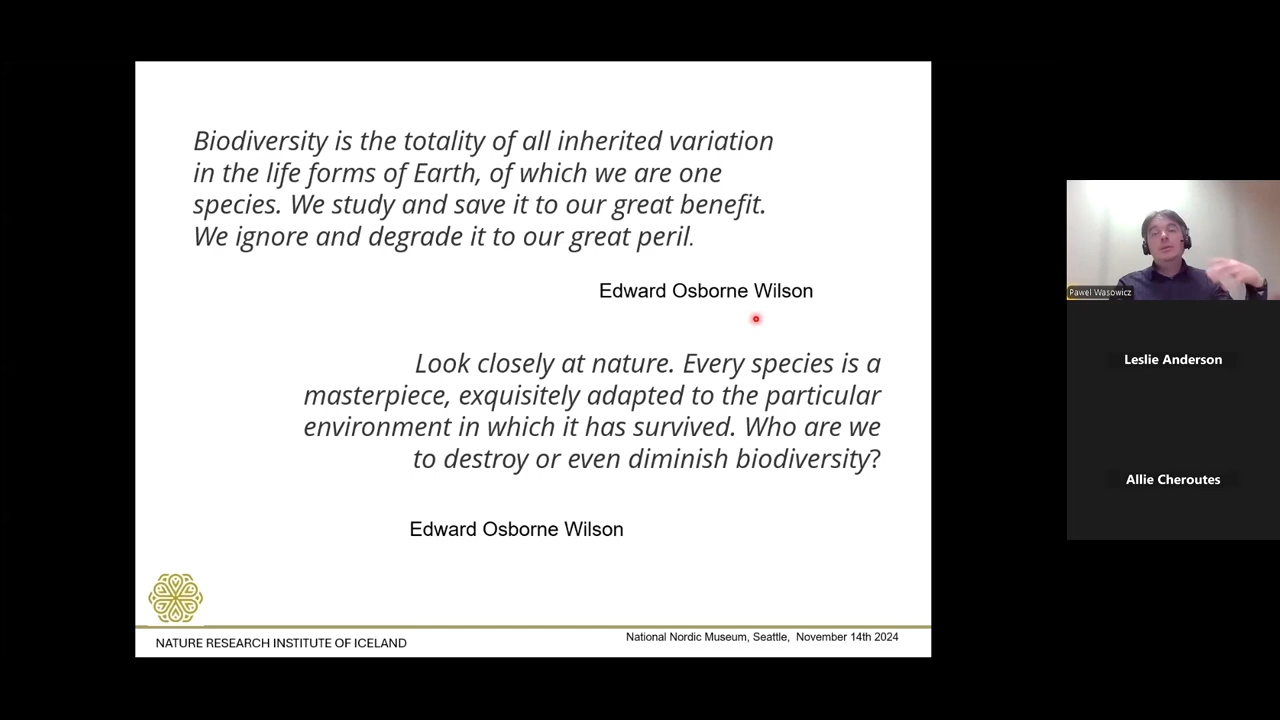 Biodiversity is the totality of all inherited variation
in the life forms of Earth, of which we are one
species. We study and save it to our great benefit.
We ignore and degrade it to our great peril.
Edward Osborne Wilson
Look closely at nature. Every species is a
masterpiece, exquisitely adapted to the particular
environment in which it has survived. Who are we
to destroy or even diminish biodiversity?
Edward Osborne Wilson
NATURE RESEARCH INSTITUTE OF ICELAND
National Nordic Museum, Seattle, November 14th 2024
Pawel Wasowicz
Leslie Anderson
Allie Cheroutes